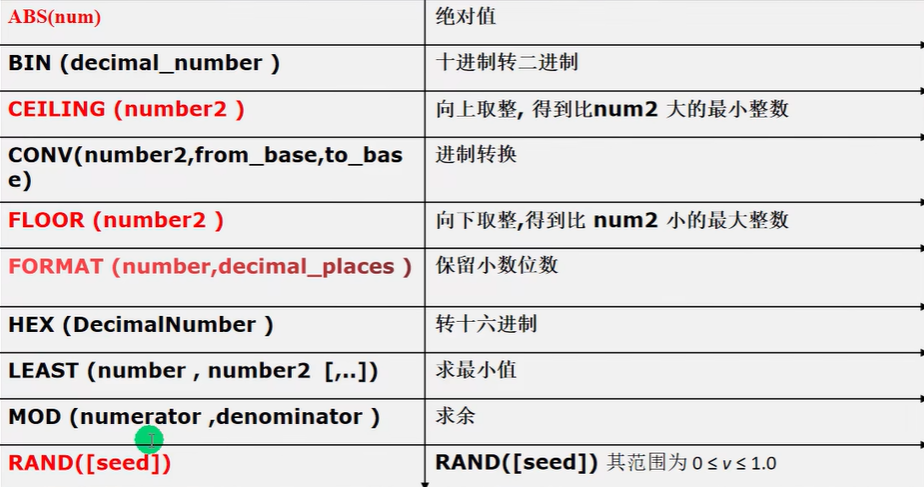 ABS(num) 绝对值
BIN (decimal_number ) 十进制转二进制
CEILING (number2 ) 向上取整, 得到比num2 大的最小整数
CONV(number2,from_base,to_bas 进制转换
e)
FLOOR (number2 ) 向下取整,得到比 num2 小的最大整数
FORMAT (number,decimal_places ) 保留小数位数
HEX (DecimalNumber ) 转十六进制
LEAST (number , number2 [,..]) 求最小值
MOD (numerator ,denominator ) 求余
RAND([seed]) RAND([seed]) 其范围为 0 ≤ v ≤ 1.0